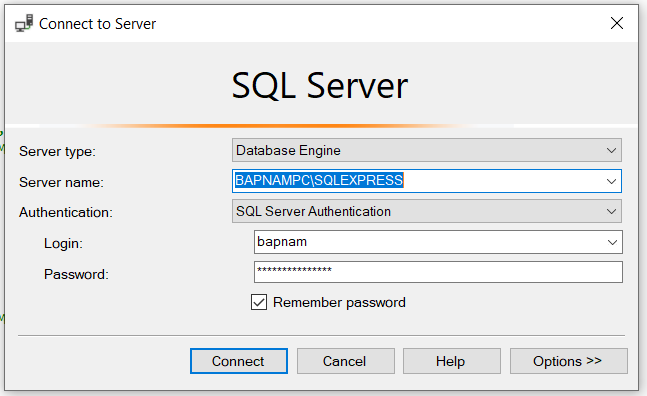 Connect to Server
SQL Server
Server type: Database Engine
Server name: BAPNAMPC\SQLEXPRESS
Authentication: SQL Server Authentication
Login: bapnam
Password: ***************
Remember password
Connect Cancel Help Options >>